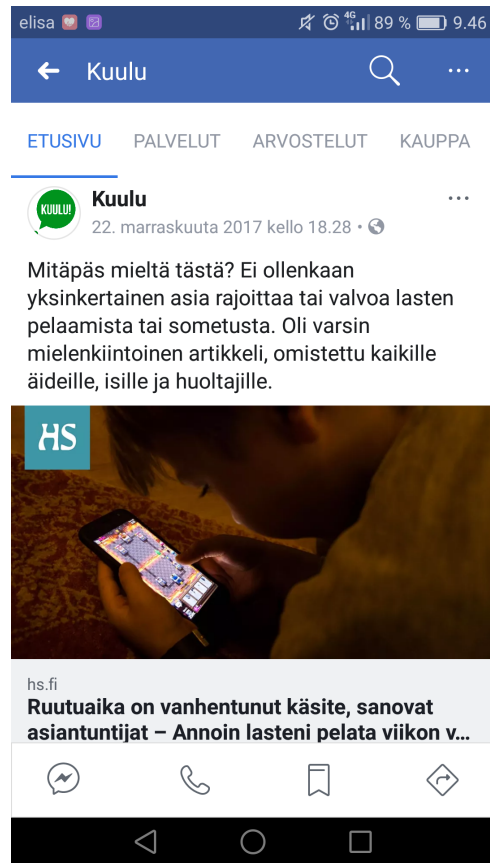 elisa 4G 89 % 9.46
Kuulu
ETUSIVU PALVELUT ARVOSTELUT KAUPPA
KUULU!
Kuulu
22. marraskuuta 2017 kello 18.28 •
Mitäpäs mieltä tästä? Ei ollenkaan
yksinkertainen asia rajoittaa tai valvoa lasten
pelaamista tai sometusta. Oli varsin
mielenkiintoinen artikkeli, omistettu kaikille
äideille, isille ja huoltajille.
HS
hs.fi
Ruutuaika on vanhentunut käsite, sanovat
asiantuntijat – Annoin lasteni pelata viikon v...